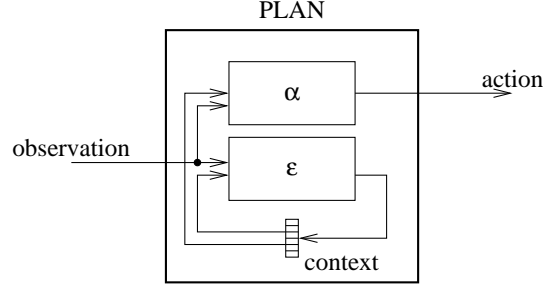 PLAN
α
action
observation
ε
context